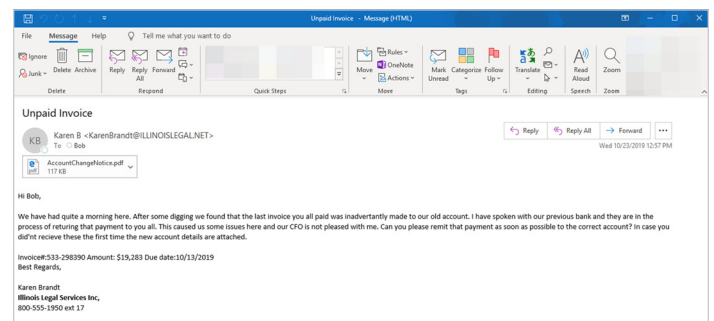 Unpaid Invoice - Message (HTML)
File Message Help Tell me what you want to do
Ignore
Junk
Delete Archive
Reply Reply All Forward
Move
Rules
OneNote
Actions
Mark Unread Categorize Follow Up
Translate
Read Aloud
Zoom
Delete Respond Quick Steps Move Tags Editing Speech Zoom
Unpaid Invoice
KB
Karen B <KarenBrandt@ILLINOISLEGAL.NET>
To Bob
Reply Reply All Forward
Wed 10/23/2019 12:57 PM
AccountChangeNotice.pdf
117 KB
Hi Bob,
We have had quite a morning here. After some digging we found that the last invoice you all paid was inadvertantly made to our old account. I have spoken with our previous bank and they are in the
process of returing that payment to you all. This caused us some issues here and our CFO is not pleased with me. Can you please remit that payment as soon as possible to the correct account? In case you
did'nt recieve these the first time the new account details are attached.
Invoice#:533-298390 Amount: $19,283 Due date:10/13/2019
Best Regards,
Karen Brandt
Illinois Legal Services Inc,
800-555-1950 ext 17